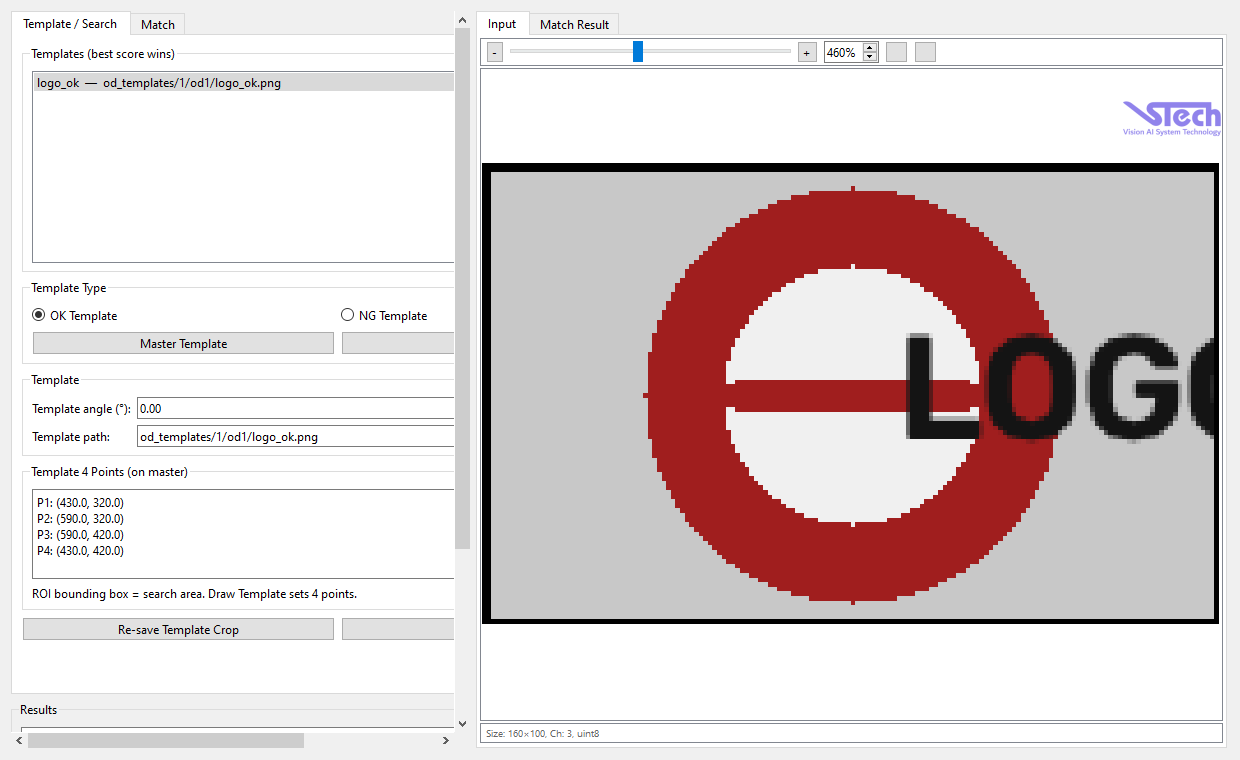 Template / Search
Match
Templates (best score wins)
logo_ok — od_templates/1/od1/logo_ok.png
Template Type
OK Template
NG Template
Master Template
Template
Template angle (°): 0.00
Template path: od_templates/1/od1/logo_ok.png
Template 4 Points (on master)
P1: (430.0, 320.0)
P2: (590.0, 320.0)
P3: (590.0, 420.0)
P4: (430.0, 420.0)
ROI bounding box = search area. Draw Template sets 4 points.
Re-save Template Crop
Results
Input
Match Result
- + 460%
VSTech
Vision AI System Technology
LOGO
Size: 160×100, Ch: 3, uint8